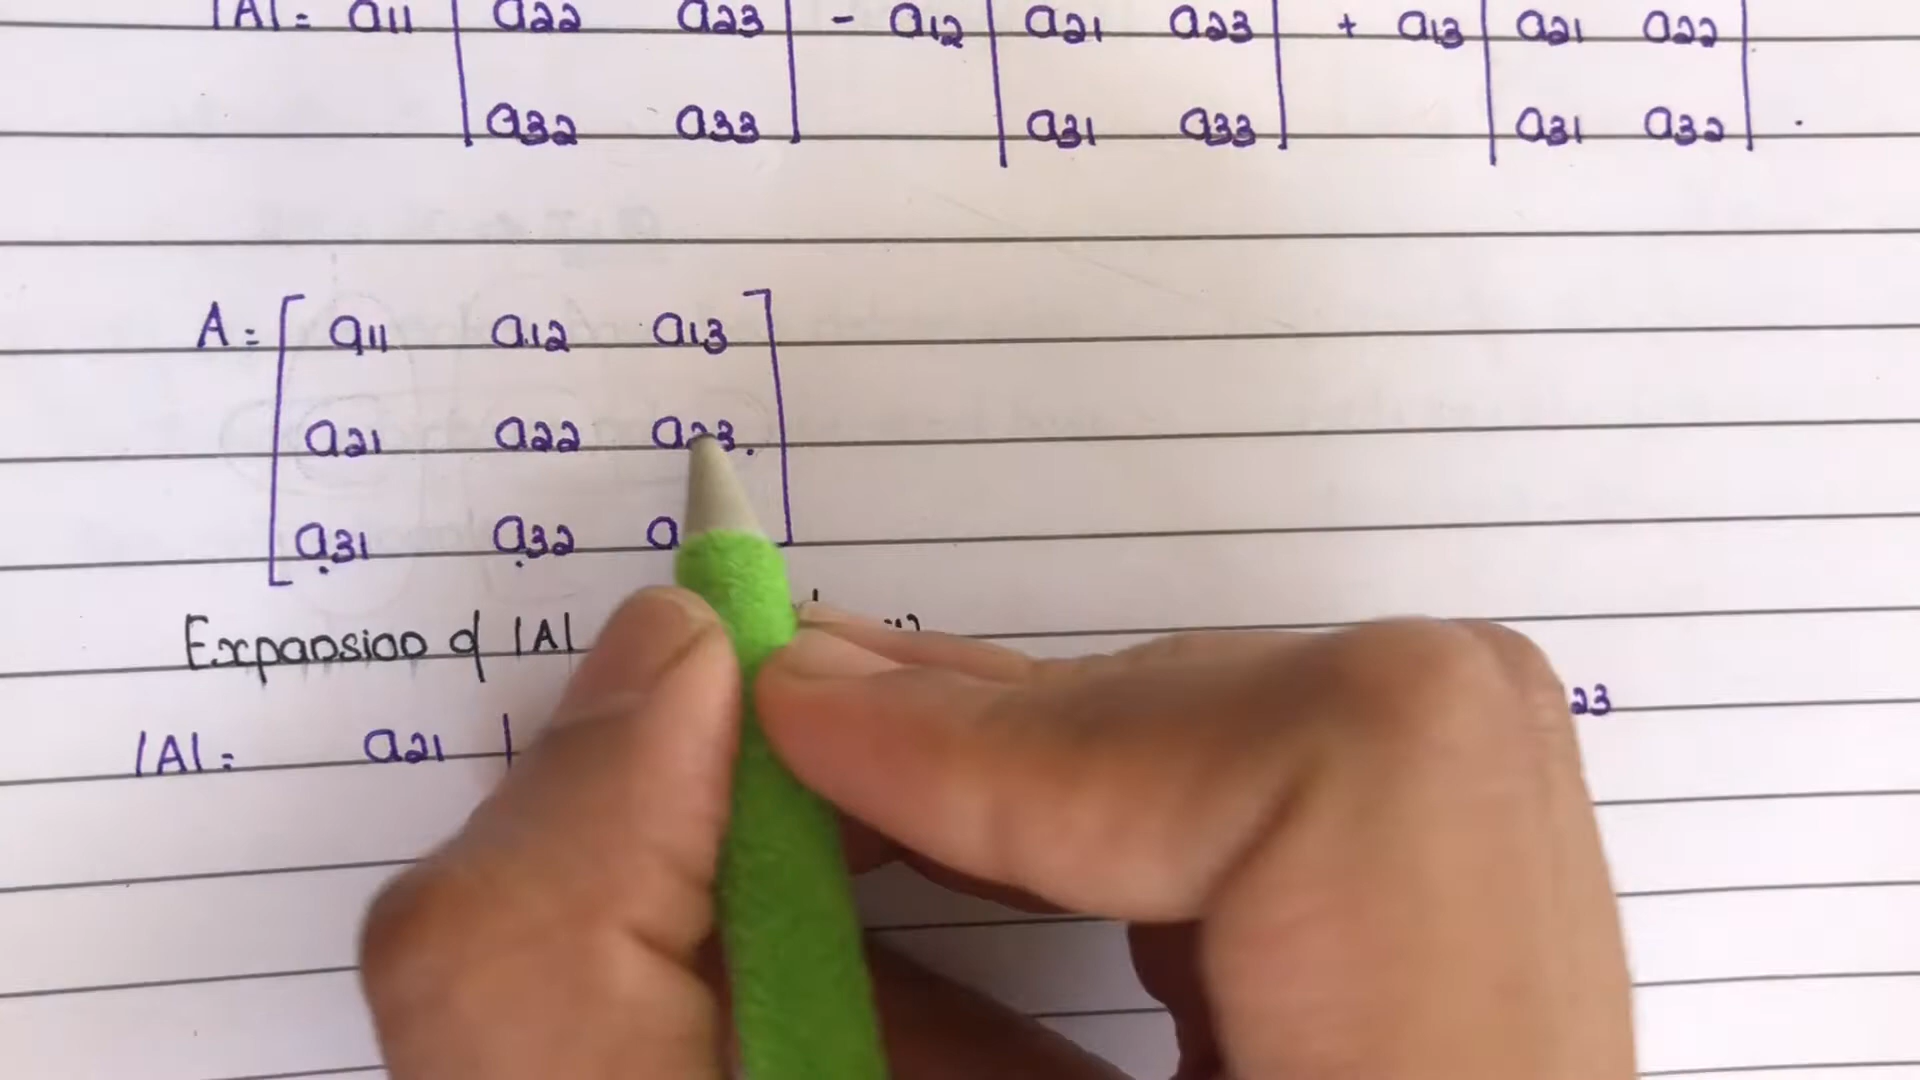 |A| = a11 | a22 a23 | - a12 | a21 a23 | + a13 | a21 a22 |
| a32 a33 | | a31 a33 | | a31 a32 | .
A = [ a11 a12 a13 ]
a21 a22 a23
a31 a32 a
Expansion of |A|
23
|A| = a21 |